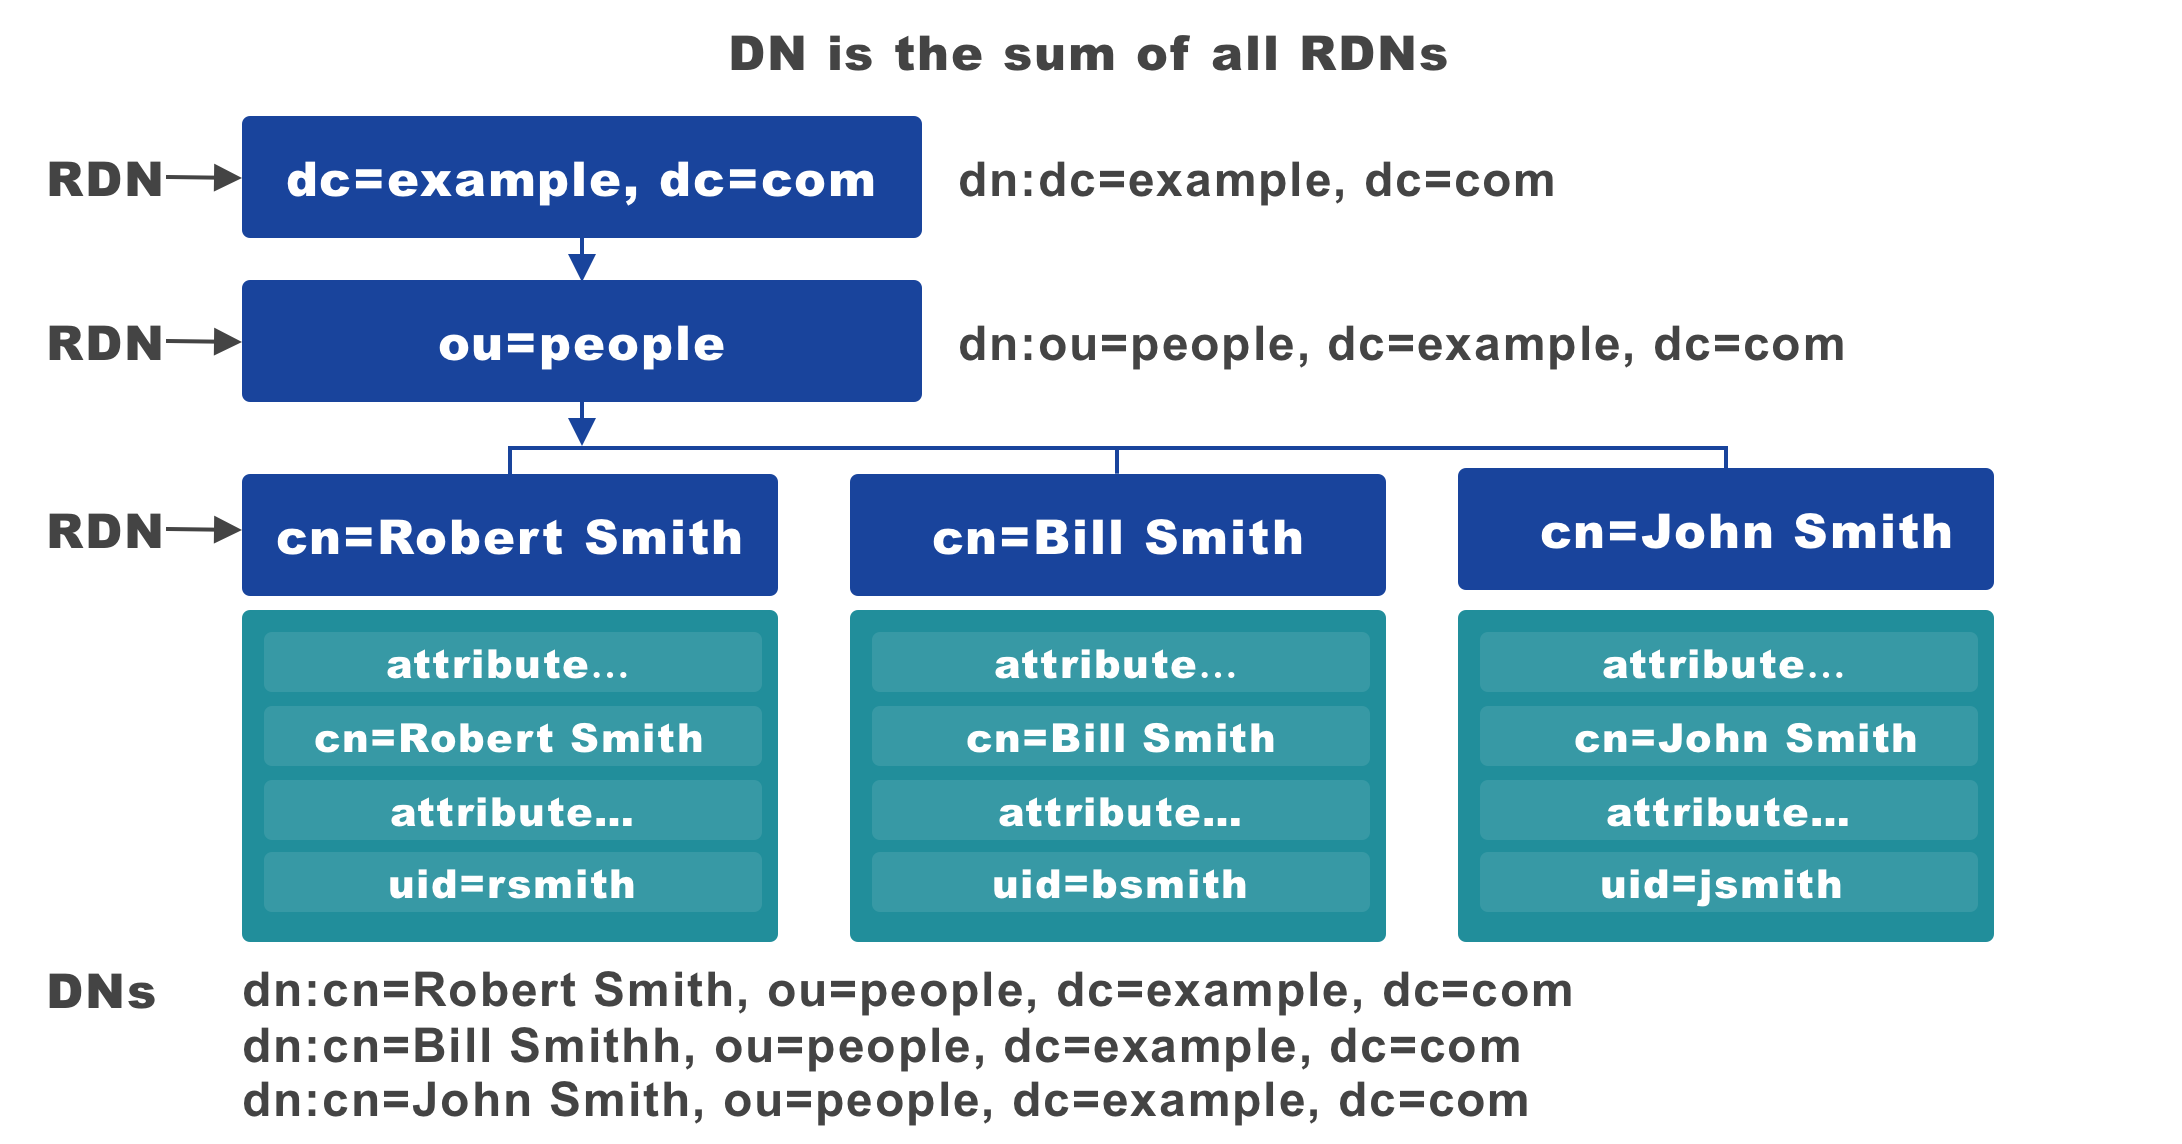 DN is the sum of all RDNs
RDN
dc=example, dc=com
dn:dc=example, dc=com
RDN
ou=people
dn:ou=people, dc=example, dc=com
RDN
cn=Robert Smith
cn=Bill Smith
cn=John Smith
attribute...
attribute...
attribute...
cn=Robert Smith
cn=Bill Smith
cn=John Smith
attribute...
attribute...
attribute...
uid=rsmith
uid=bsmith
uid=jsmith
DNs
dn:cn=Robert Smith, ou=people, dc=example, dc=com
dn:cn=Bill Smithh, ou=people, dc=example, dc=com
dn:cn=John Smith, ou=people, dc=example, dc=com